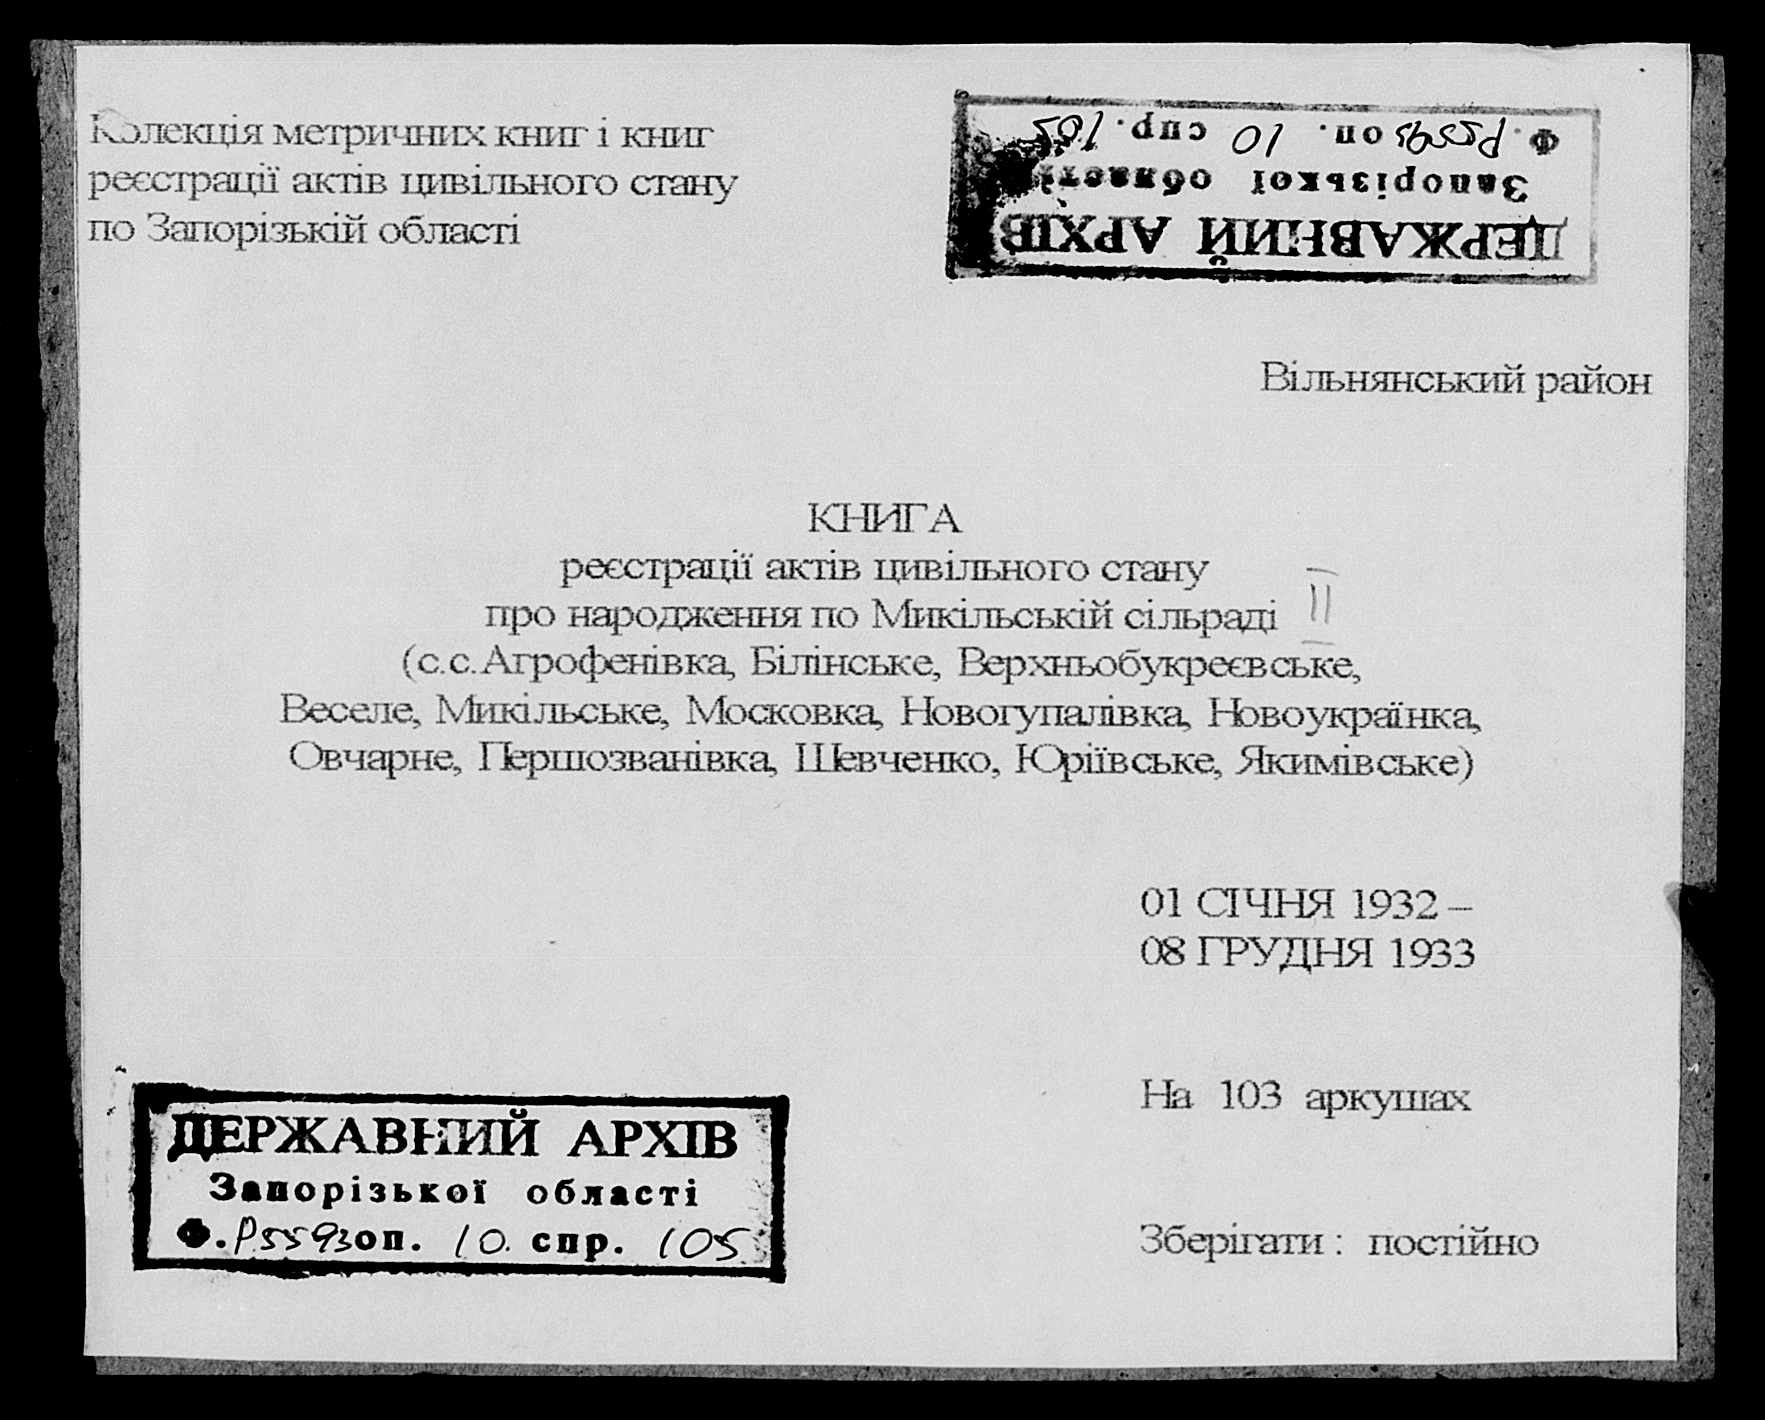 Колекція метричних книг і книг
реєстрації актів цивільного стану
по Запорізькій області
ДЕРЖАВНИЙ АРХІВ
Запорізької області
Ф. Р5593 оп. 10 спр. 105
Вільнянський район
КНИГА
реєстрації актів цивільного стану
про народження по Микільській сільраді II
(с.с.Агрофенівка, Білінське, Верхньобукреєвське,
Веселе, Микільське, Московка, Новогупалівка, Новоукраїнка,
Овчарне, Першозванівка, Шевченко, Юріївське, Якимівське)
01 СІЧНЯ 1932 –
08 ГРУДНЯ 1933
На 103 аркушах
ДЕРЖАВНИЙ АРХІВ
Запорізької області
Ф. Р5593 оп. 10. спр. 105
Зберігати : постійно